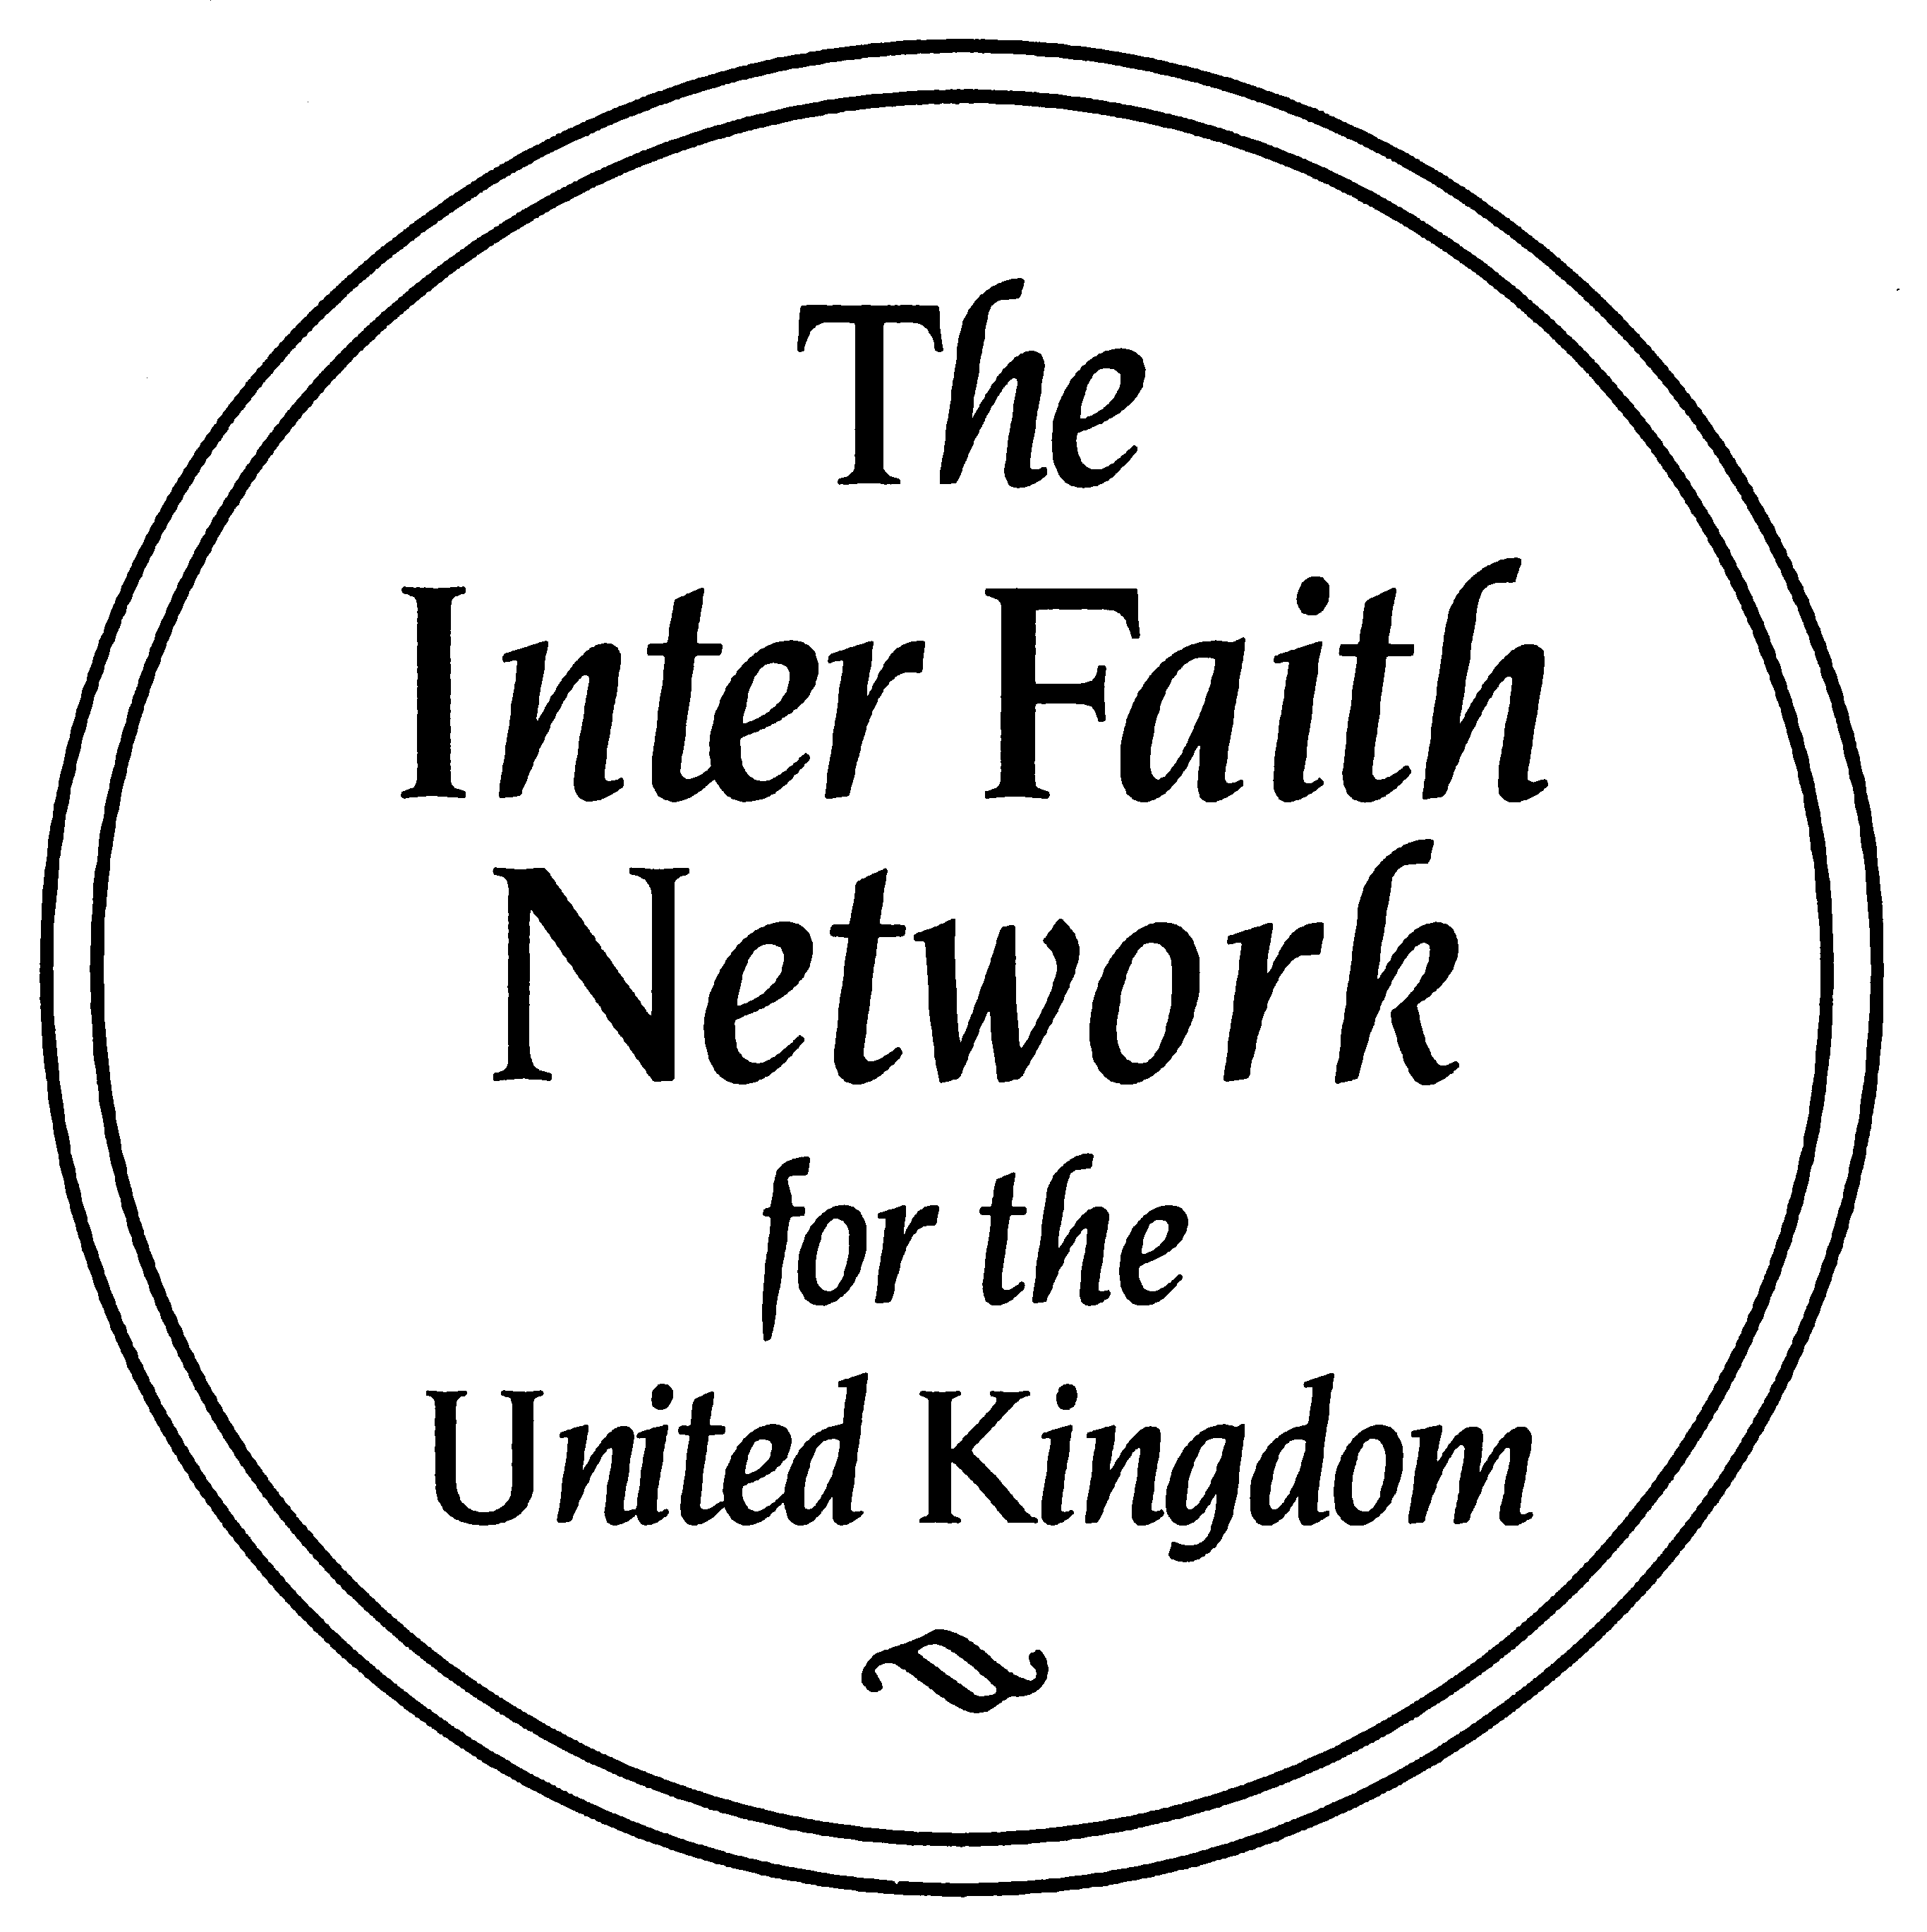 The
Inter Faith
Network
for the
United Kingdom